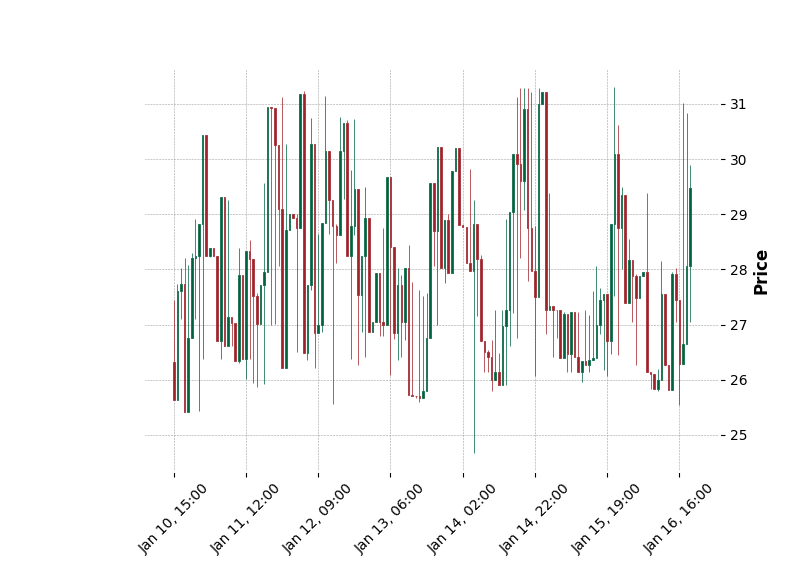 31
30
29
28
27
26
25
Price
Jan 10, 15:00
Jan 11, 12:00
Jan 12, 09:00
Jan 13, 06:00
Jan 14, 02:00
Jan 14, 22:00
Jan 15, 19:00
Jan 16, 16:00